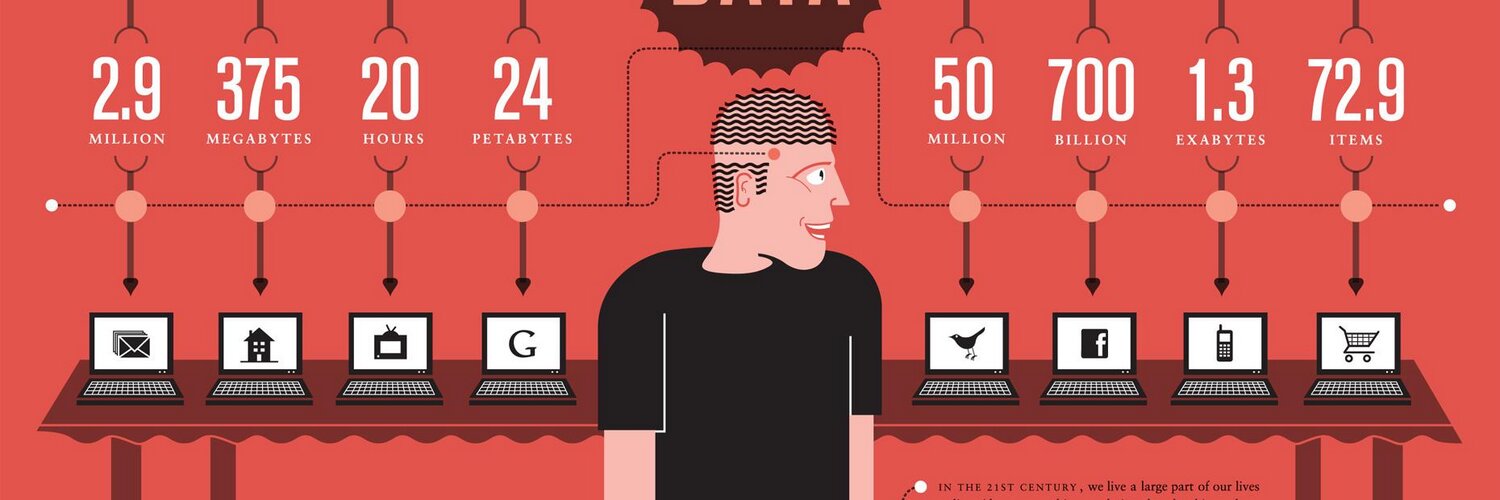 DATA
2.9 375 20 24 50 700 1.3 72.9
MILLION MEGABYTES HOURS PETABYTES MILLION BILLION EXABYTES ITEMS
G f
IN THE 21ST CENTURY, we live a large part of our lives